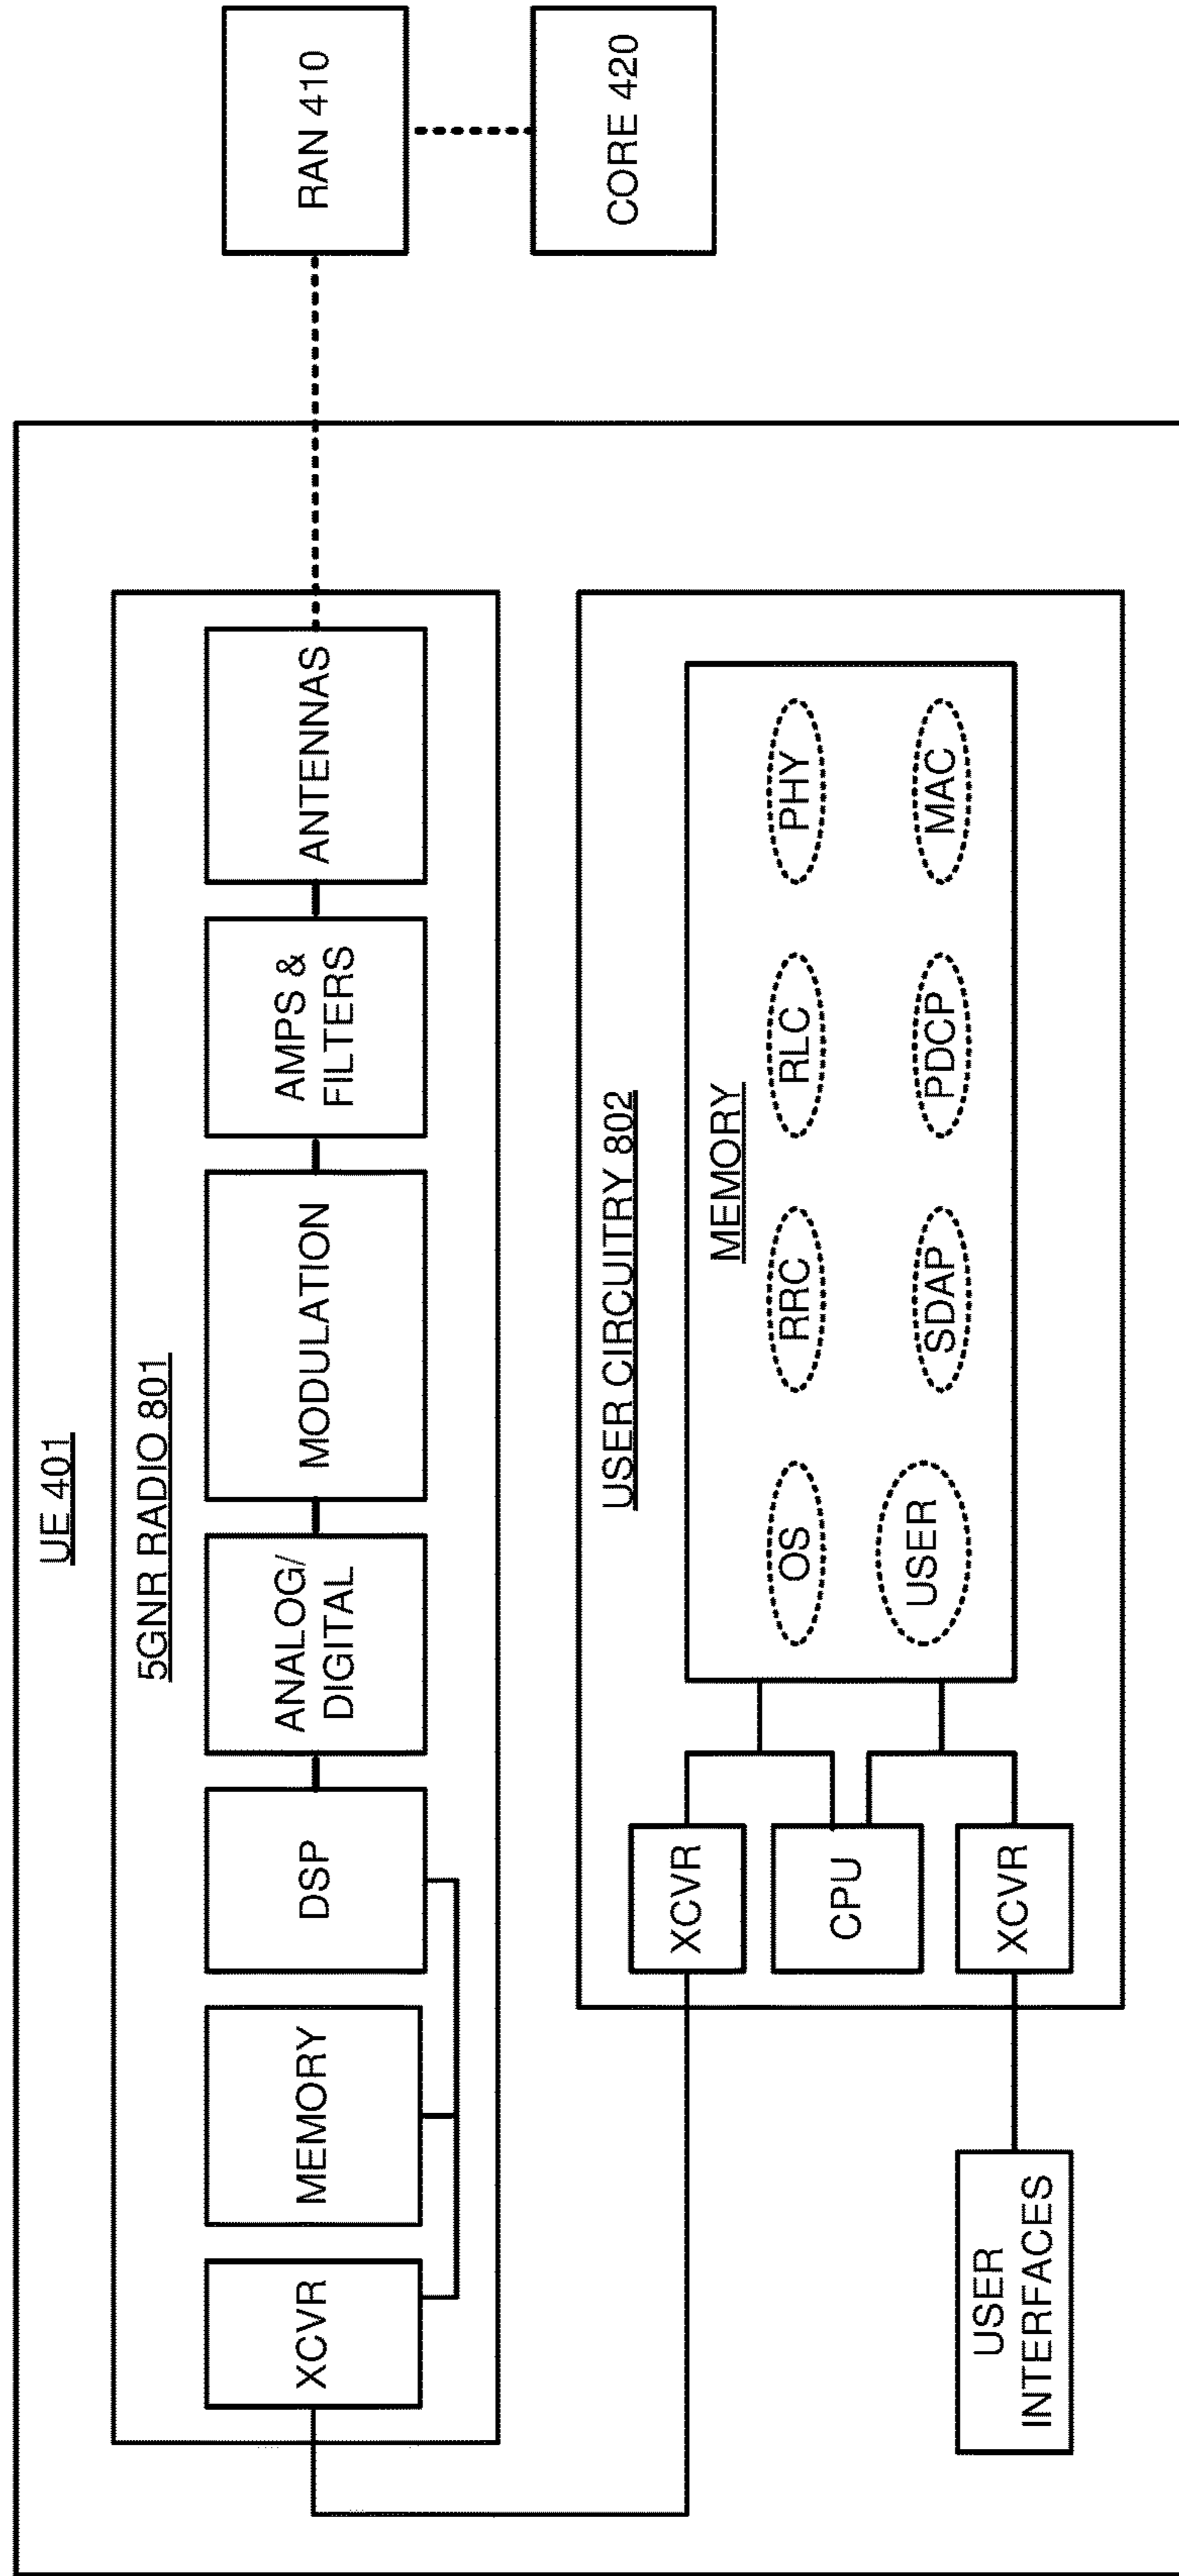 UE 401
5GNR RADIO 801
XCVR
MEMORY
DSP
ANALOG/
DIGITAL
MODULATION
AMPS &
FILTERS
ANTENNAS
RAN 410
CORE 420
USER CIRCUITRY 802
XCVR
CPU
XCVR
MEMORY
OS
RRC
RLC
PHY
USER
SDAP
PDCP
MAC
USER
INTERFACES